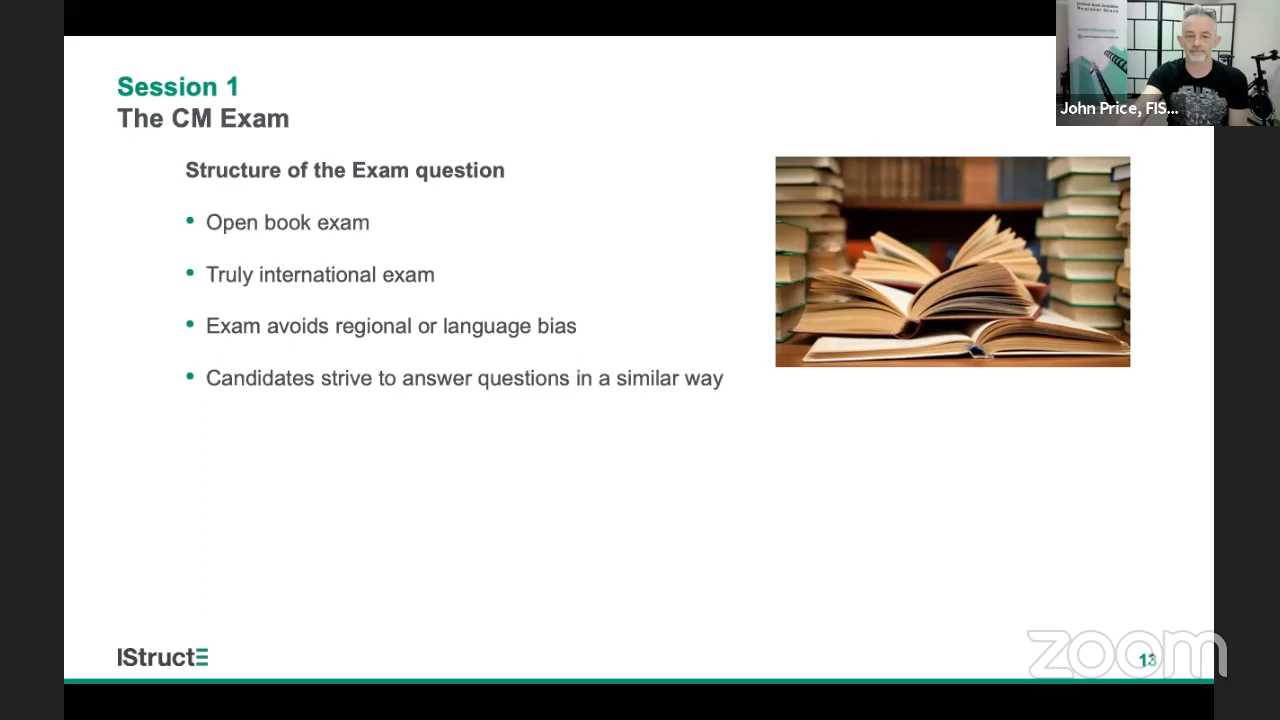 Session 1
The CM Exam
Structure of the Exam question
• Open book exam
• Truly international exam
• Exam avoids regional or language bias
• Candidates strive to answer questions in a similar way
John Price, FIS...
IStructE
13
zoom